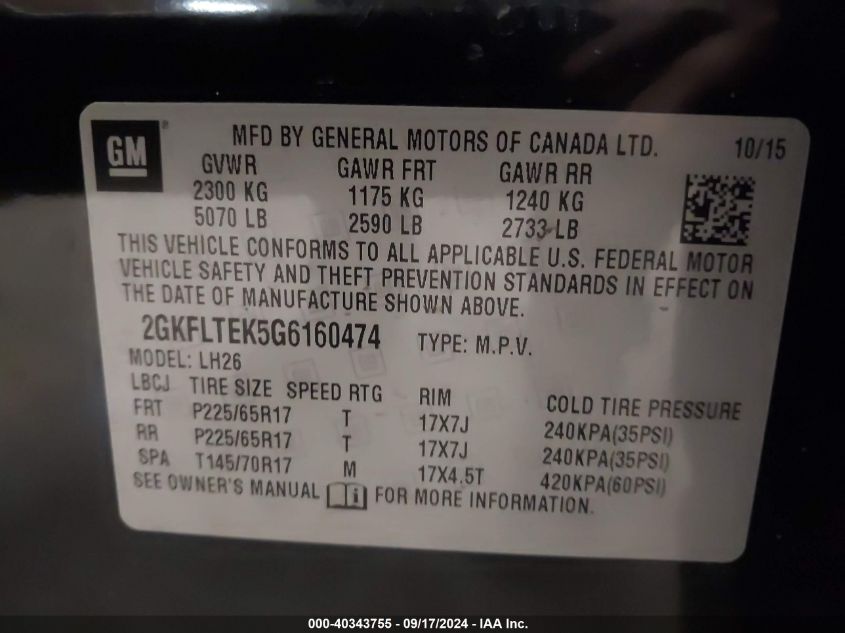 GM® MFD BY GENERAL MOTORS OF CANADA LTD. 10/15
GVWR GAWR FRT GAWR RR
2300 KG 1175 KG 1240 KG
5070 LB 2590 LB 2733 LB
THIS VEHICLE CONFORMS TO ALL APPLICABLE U.S. FEDERAL MOTOR
VEHICLE SAFETY AND THEFT PREVENTION STANDARDS IN EFFECT ON
THE DATE OF MANUFACTURE SHOWN ABOVE.
2GKFLTEK5G6160474 TYPE: M.P.V.
MODEL: LH26
LBCJ TIRE SIZE SPEED RTG RIM COLD TIRE PRESSURE
FRT P225/65R17 T 17X7J 240KPA(35PSI)
RR P225/65R17 T 17X7J 240KPA(35PSI)
SPA T145/70R17 M 17X4.5T 420KPA(60PSI)
SEE OWNER'S MANUAL i FOR MORE INFORMATION.
000-40343755 - 09/17/2024 - IAA Inc.